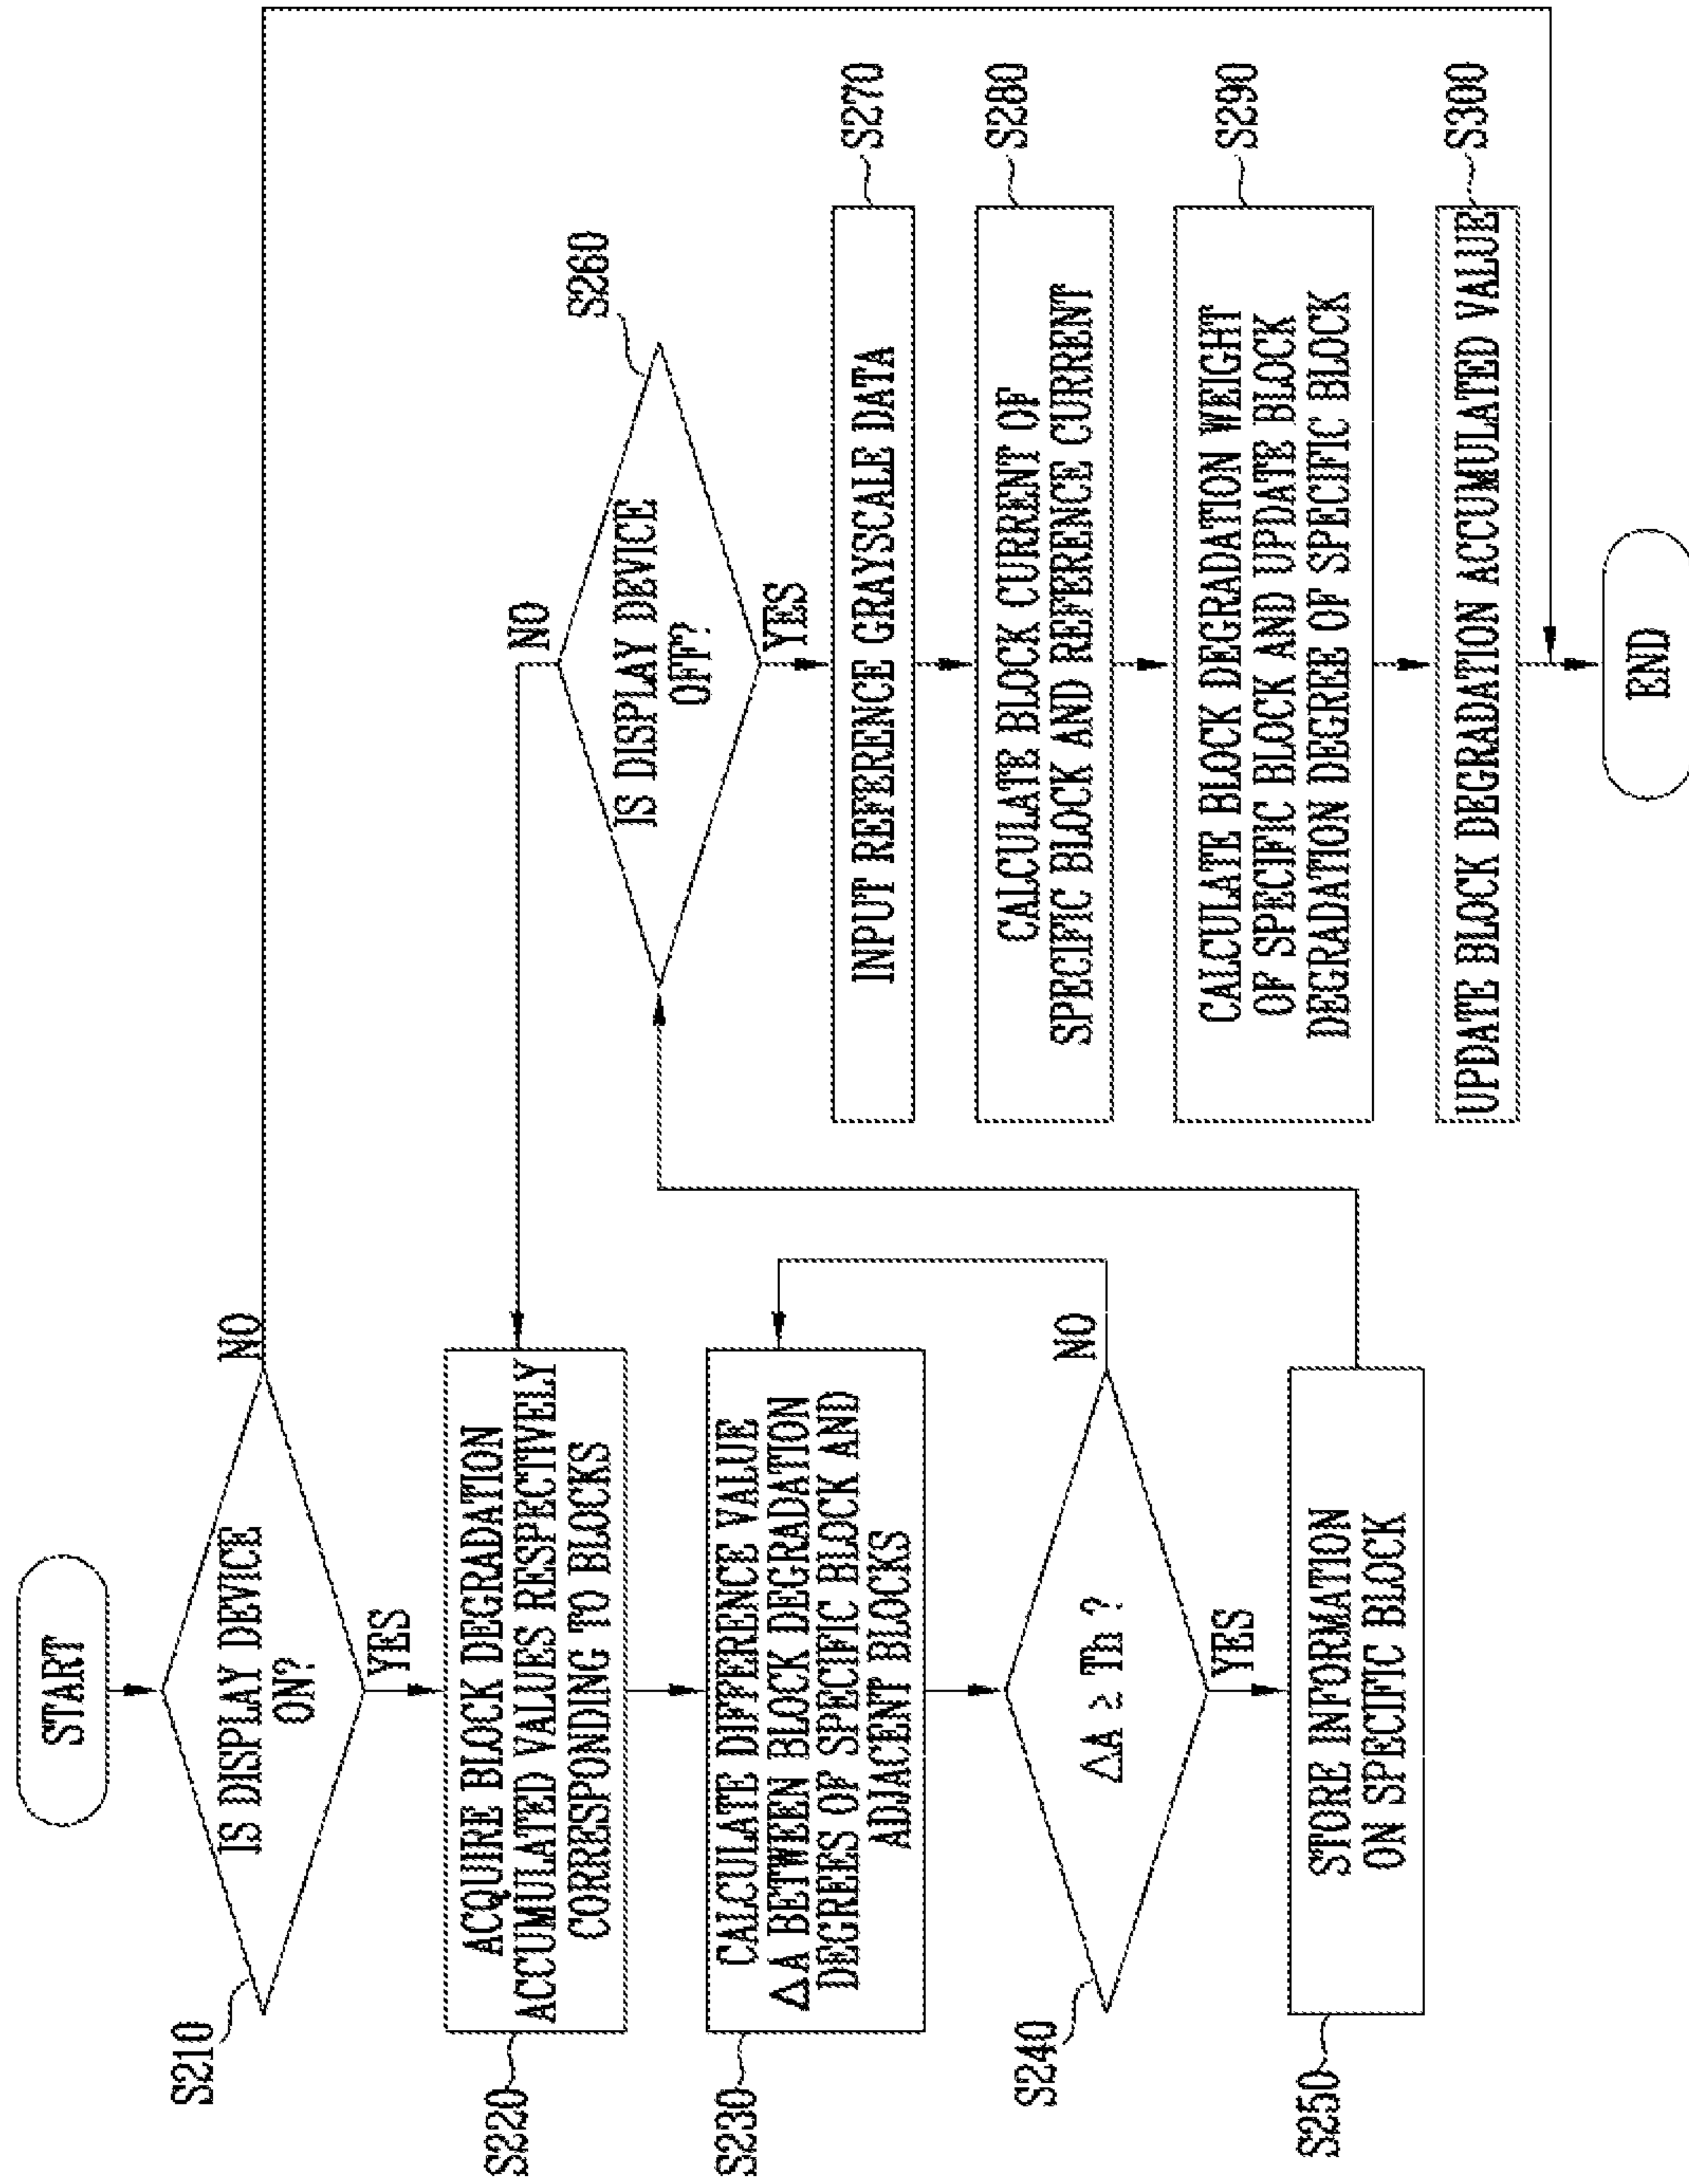 START
S210
IS DISPLAY DEVICE
ON?
NO
YES
S220
ACQUIRE BLOCK DEGRADATION
ACCUMULATED VALUES RESPECTIVELY
CORRESPONDING TO BLOCKS
S230
CALCULATE DIFFERENCE VALUE
ΔA BETWEEN BLOCK DEGRADATION
DEGREES OF SPECIFIC BLOCK AND
ADJACENT BLOCKS
S240
ΔA ≥ Th ?
NO
YES
S250
STORE INFORMATION
ON SPECIFIC BLOCK
S260
NO
IS DISPLAY DEVICE
OFF?
YES
S270
INPUT REFERENCE GRAYSCALE DATA
S280
CALCULATE BLOCK CURRENT OF
SPECIFIC BLOCK AND REFERENCE CURRENT
S290
CALCULATE BLOCK DEGRADATION WEIGHT
OF SPECIFIC BLOCK AND UPDATE BLOCK
DEGRADATION DEGREE OF SPECIFIC BLOCK
S300
UPDATE BLOCK DEGRADATION ACCUMULATED VALUE
END